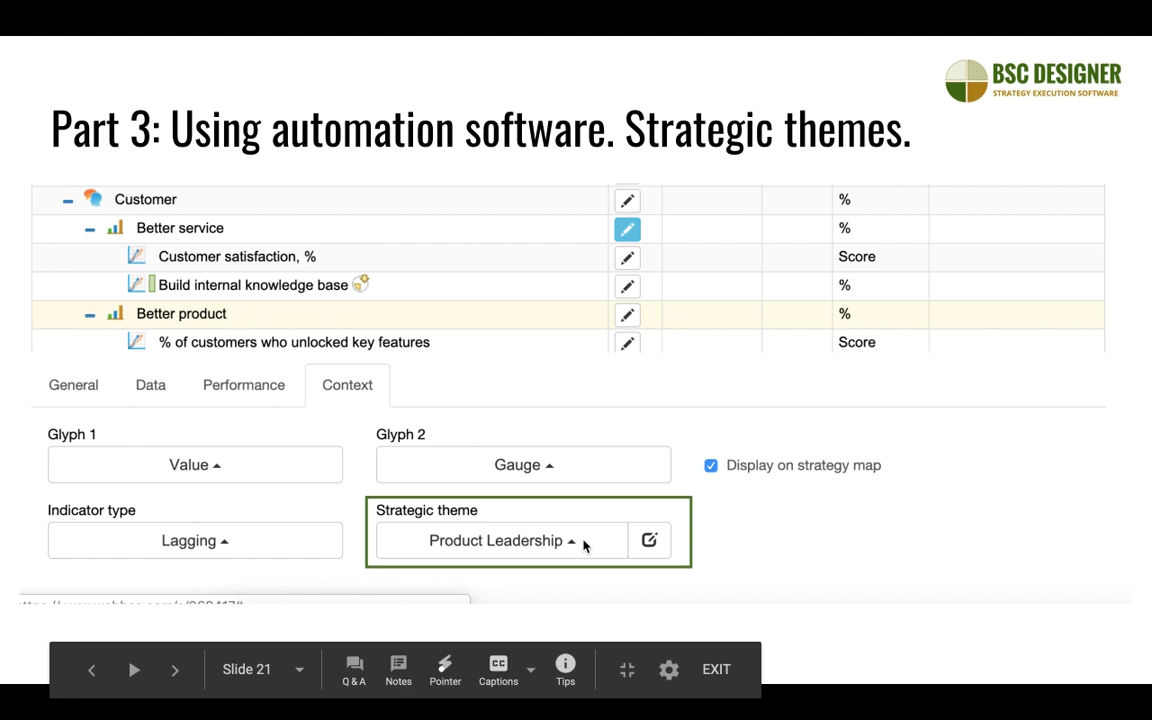 BSC DESIGNER
STRATEGY EXECUTION SOFTWARE
Part 3: Using automation software. Strategic themes.
Customer %
Better service %
Customer satisfaction, % Score
Build internal knowledge base %
Better product %
% of customers who unlocked key features Score
General Data Performance Context
Glyph 1 Glyph 2
Value Gauge Display on strategy map
Indicator type Strategic theme
Lagging Product Leadership
Slide 21 Q & A Notes Pointer CC Captions Tips EXIT